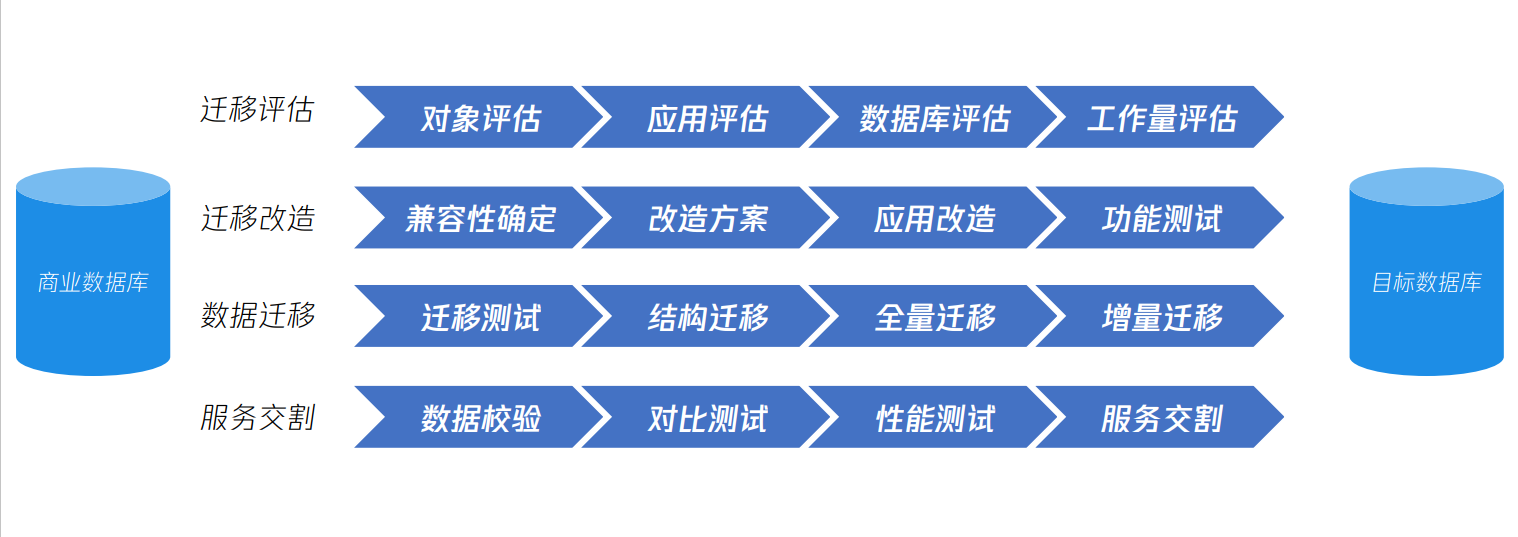 迁移评估
对象评估
应用评估
数据库评估
工作量评估
迁移改造
兼容性确定
改造方案
应用改造
功能测试
商业数据库
目标数据库
数据迁移
迁移测试
结构迁移
全量迁移
增量迁移
服务交割
数据校验
对比测试
性能测试
服务交割